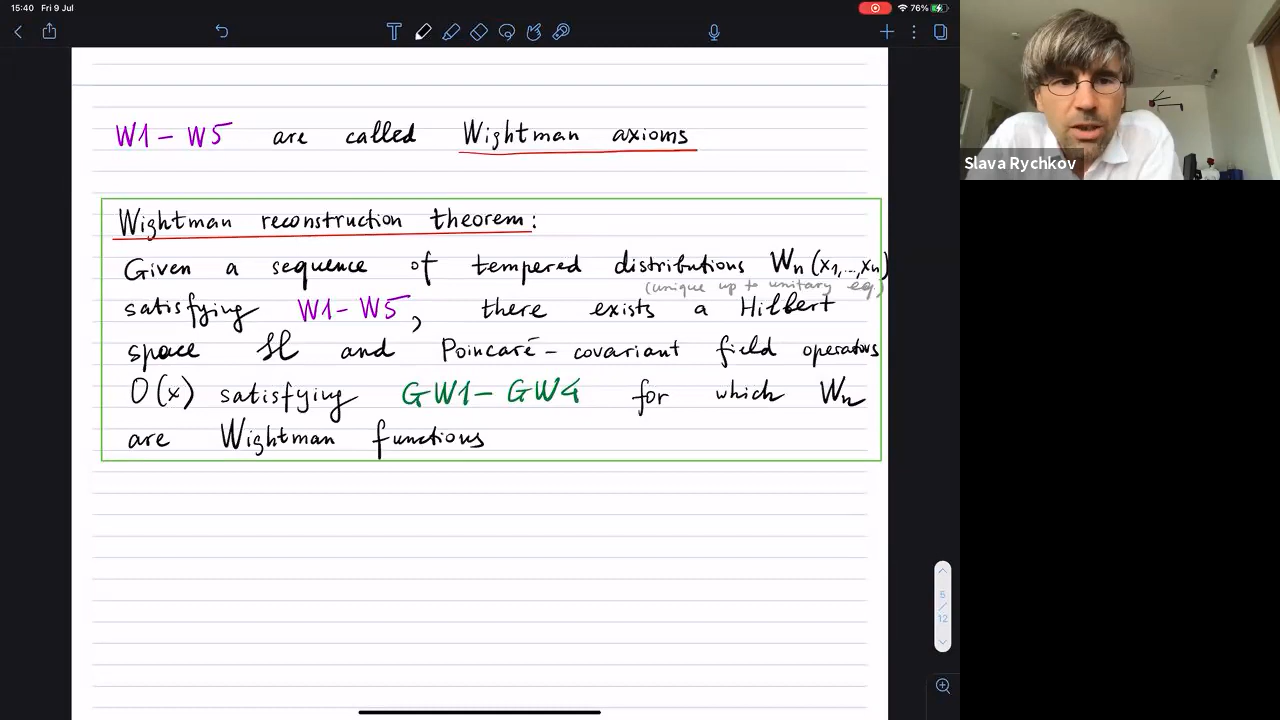 15:40 Fri 9 Jul
76%
W1 – W5 are called Wightman axioms
Wightman reconstruction theorem:
Given a sequence of tempered distributions Wn(x1,...,xn)
(unique up to unitary eq.)
satisfying W1 – W5, there exists a Hilbert
space ℋ and Poincaré – covariant field operators
O(x) satisfying GW1 – GW4 for which Wn
are Wightman functions
Slava Rychkov
5
/
12